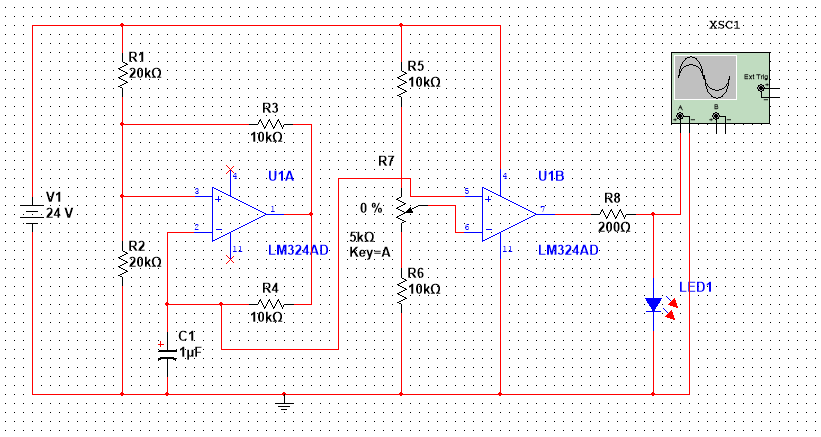 XSC1
Ext Trig
+
−
A
B
+ − + −
R1
20kΩ
R5
10kΩ
R3
10kΩ
R7
U1A
4
3
+
1
2
−
11
LM324AD
U1B
4
5
+
7
6
−
11
LM324AD
V1
24 V
0 %
5kΩ
Key=A
R8
200Ω
R2
20kΩ
R4
10kΩ
R6
10kΩ
LED1
C1
+
1µF